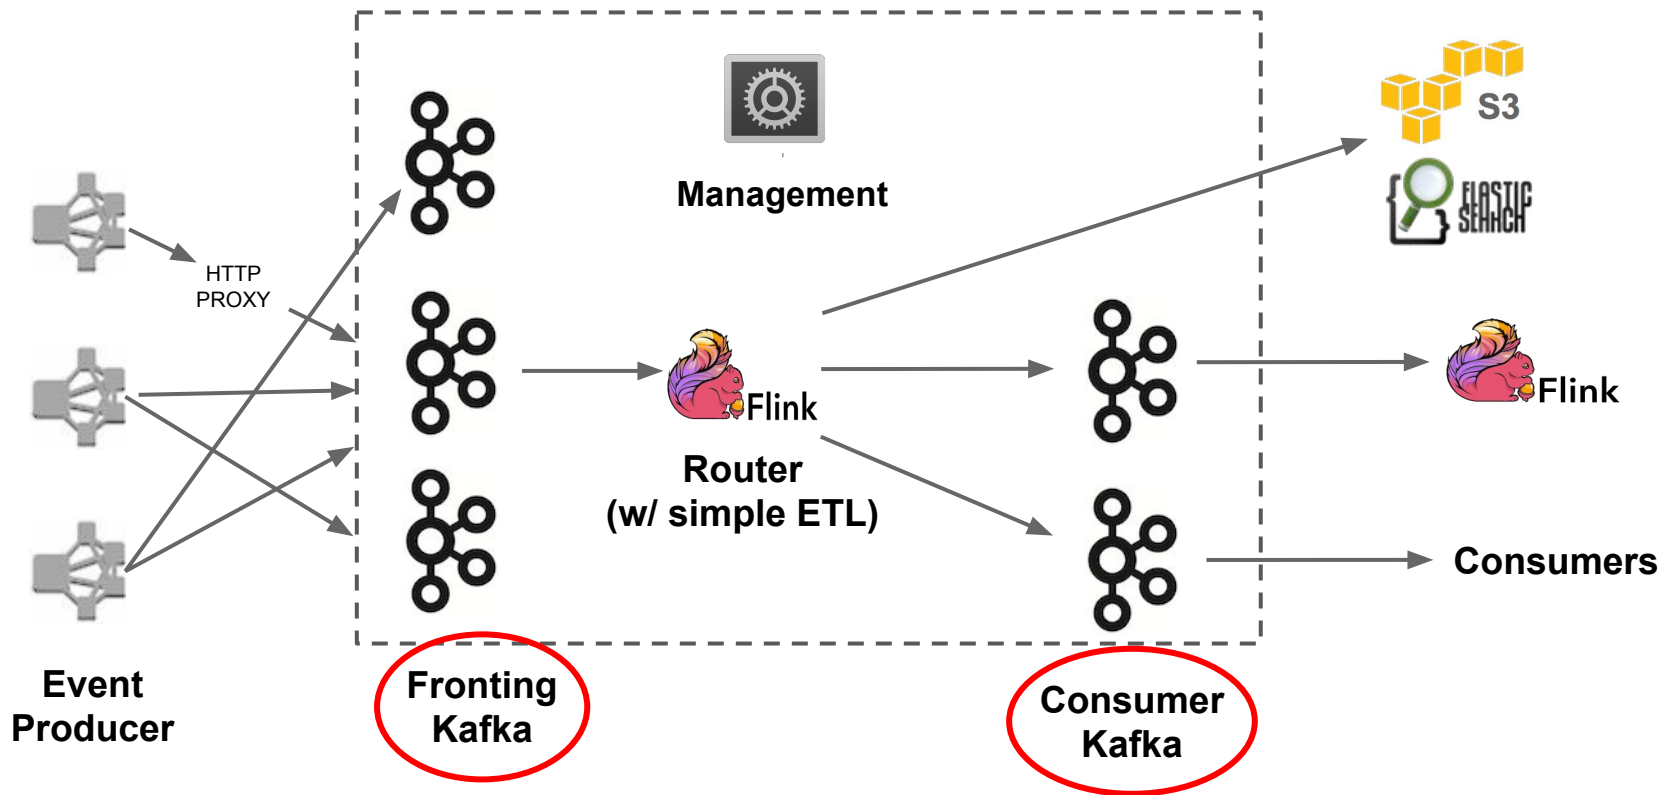 S3
ELASTIC
SEARCH
Management
HTTP
PROXY
Flink
Flink
Router
(w/ simple ETL)
Consumers
Event
Producer
Fronting
Kafka
Consumer
Kafka